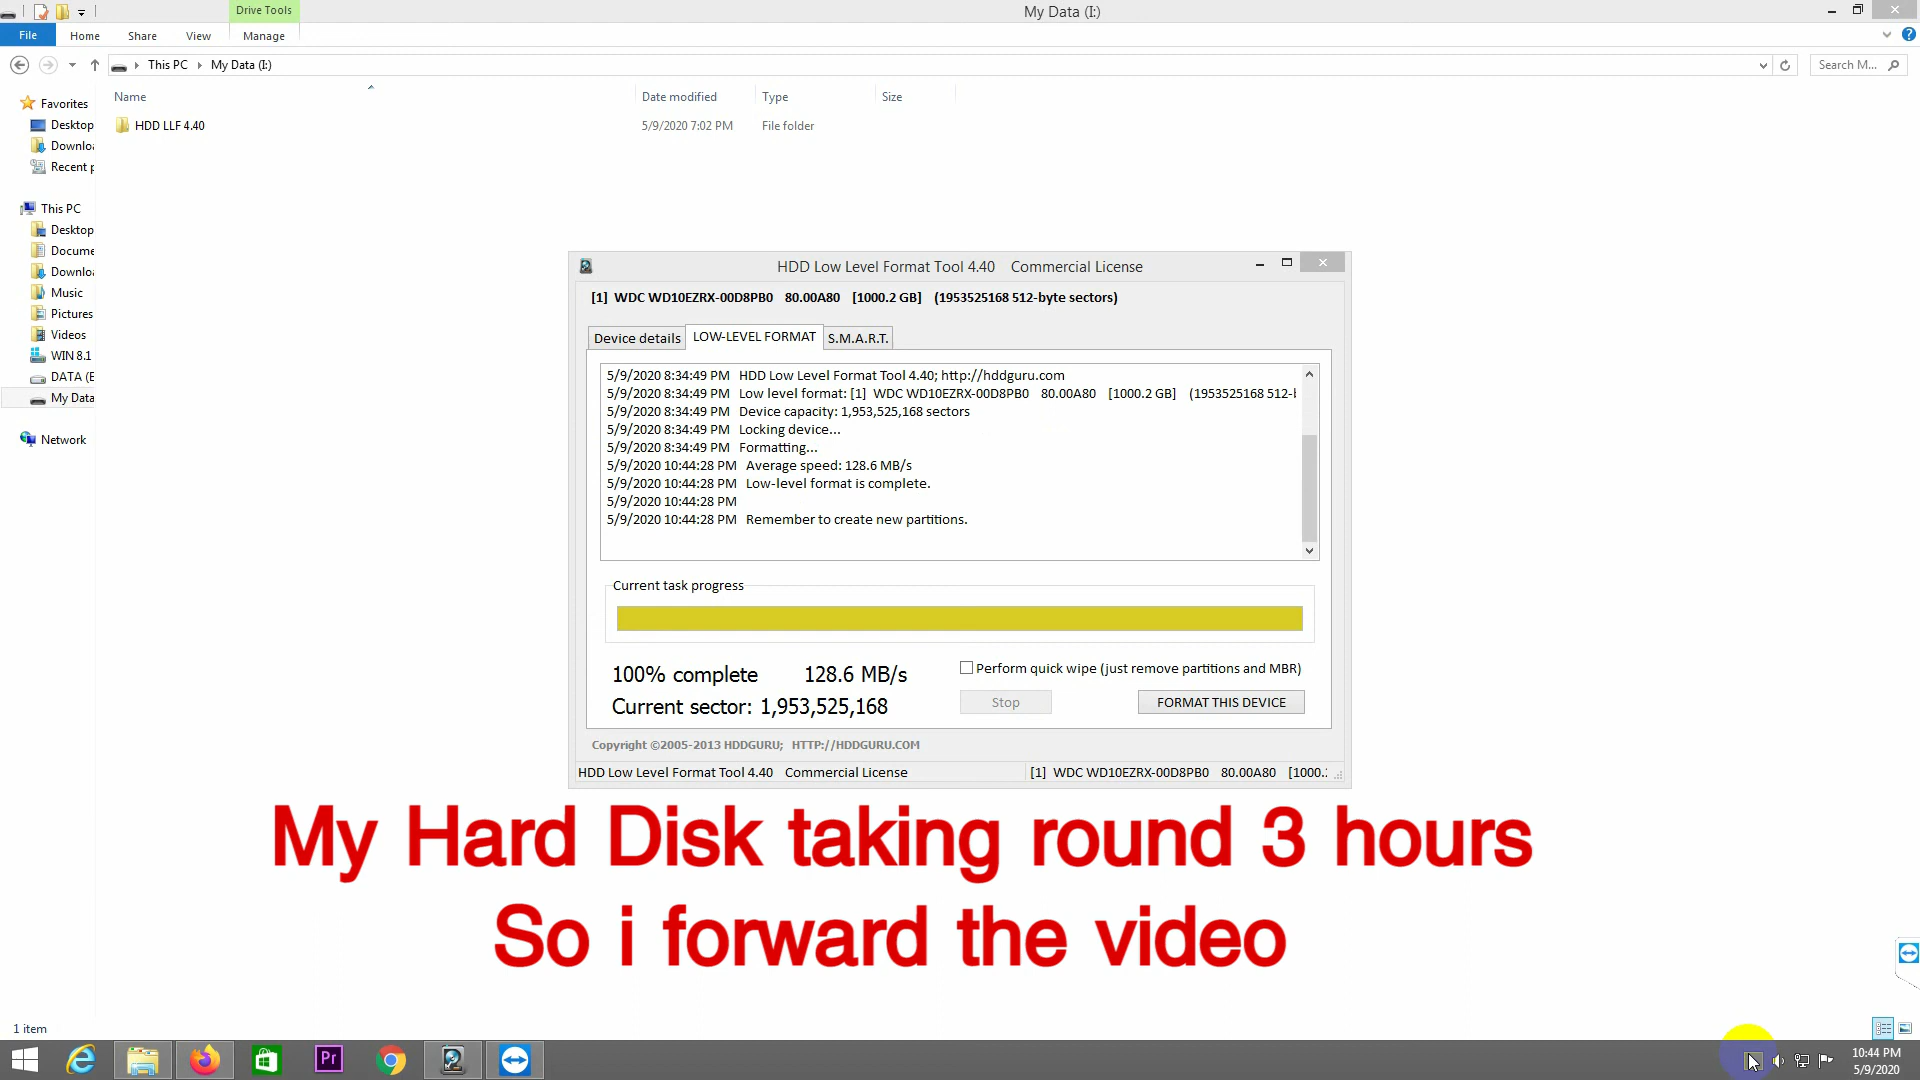 Drive Tools
My Data (I:)
File
Home
Share
View
Manage
This PC
My Data (I:)
Search M...
Name
Date modified
Type
Size
HDD LLF 4.40
5/9/2020 7:02 PM
File folder
Favorites
Desktop
Downloa
Recent p
This PC
Desktop
Docume
Downloa
Music
Pictures
Videos
WIN 8.1
DATA (E
My Data
Network
HDD Low Level Format Tool 4.40    Commercial License
[1]  WDC WD10EZRX-00D8PB0   80.00A80   [1000.2 GB]   (1953525168 512-byte sectors)
Device details
LOW-LEVEL FORMAT
S.M.A.R.T.
5/9/2020 8:34:49 PM   HDD Low Level Format Tool 4.40; http://hddguru.com
5/9/2020 8:34:49 PM   Low level format: [1]  WDC WD10EZRX-00D8PB0   80.00A80   [1000.2 GB]   (1953525168 512-
5/9/2020 8:34:49 PM   Device capacity: 1,953,525,168 sectors
5/9/2020 8:34:49 PM   Locking device...
5/9/2020 8:34:49 PM   Formatting...
5/9/2020 10:44:28 PM   Average speed: 128.6 MB/s
5/9/2020 10:44:28 PM   Low-level format is complete.
5/9/2020 10:44:28 PM
5/9/2020 10:44:28 PM   Remember to create new partitions.
Current task progress
100% complete
128.6 MB/s
Perform quick wipe (just remove partitions and MBR)
Current sector: 1,953,525,168
Stop
FORMAT THIS DEVICE
Copyright ©2005-2013 HDDGURU;   HTTP://HDDGURU.COM
HDD Low Level Format Tool 4.40    Commercial License
[1]  WDC WD10EZRX-00D8PB0   80.00A80   [1000.
My Hard Disk taking round 3 hours
So i forward the video
1 item
Pr
10:44 PM
5/9/2020